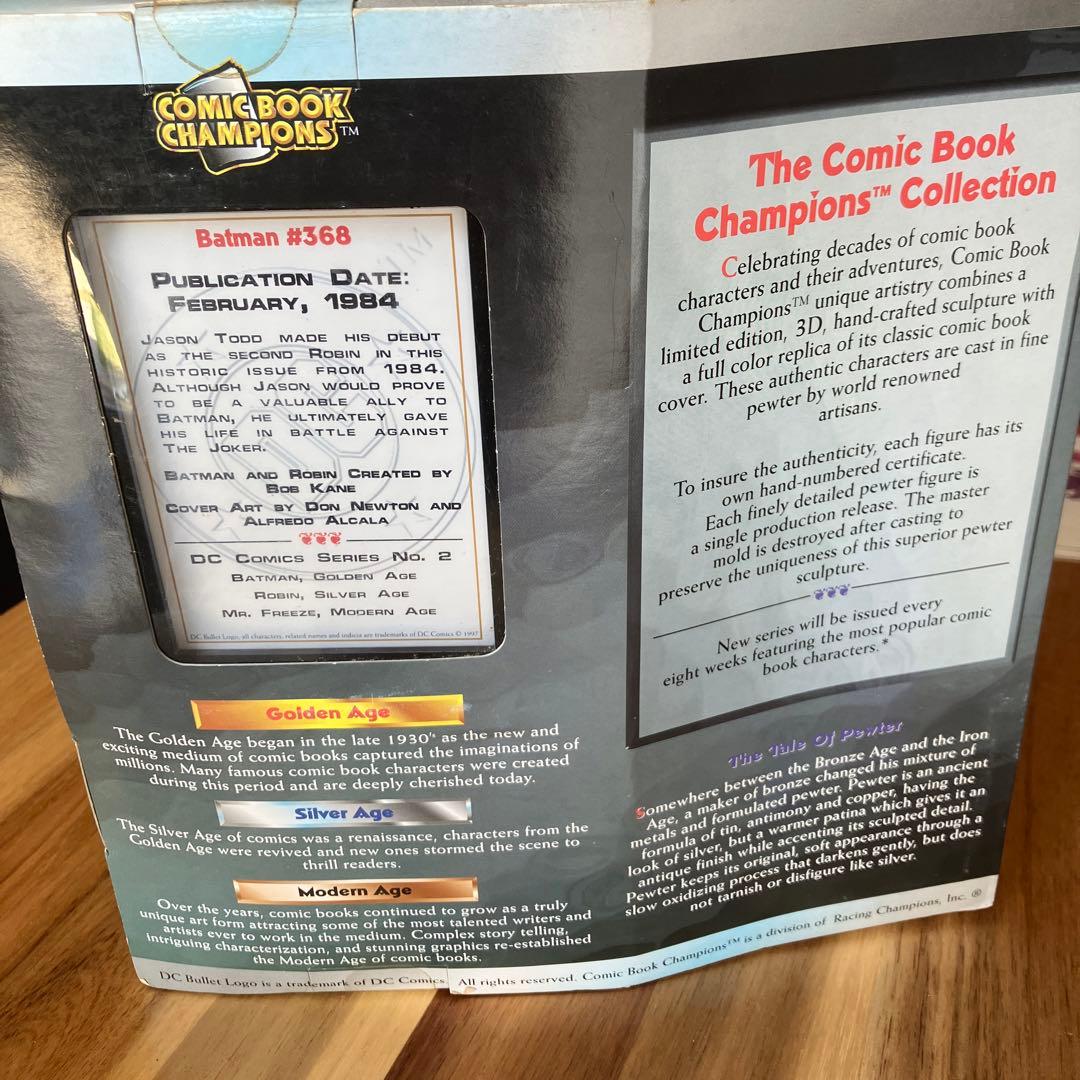 COMIC BOOK
CHAMPIONS™
Batman #368
PUBLICATION DATE:
FEBRUARY, 1984
JASON TODD MADE HIS DEBUT
AS THE SECOND ROBIN IN THIS
HISTORIC ISSUE FROM 1984.
ALTHOUGH JASON WOULD PROVE
TO BE A VALUABLE ALLY TO
BATMAN, HE ULTIMATELY GAVE
HIS LIFE IN BATTLE AGAINST
THE JOKER.
BATMAN AND ROBIN CREATED BY
BOB KANE
COVER ART BY DON NEWTON AND
ALFREDO ALCALA
DC COMICS SERIES NO. 2
BATMAN, GOLDEN AGE
ROBIN, SILVER AGE
MR. FREEZE, MODERN AGE
DC Bullet Logo, all characters, related names and indicia are trademarks of DC Comics © 1997
Golden Age
The Golden Age began in the late 1930's as the new and
exciting medium of comic books captured the imaginations of
millions. Many famous comic book characters were created
during this period and are deeply cherished today.
Silver Age
The Silver Age of comics was a renaissance, characters from the
Golden Age were revived and new ones stormed the scene to
thrill readers.
Modern Age
Over the years, comic books continued to grow as a truly
unique art form attracting some of the most talented writers and
artists ever to work in the medium. Complex story telling,
intriguing characterization, and stunning graphics re-established
the Modern Age of comic books.
The Comic Book
Champions™ Collection
Celebrating decades of comic book
characters and their adventures, Comic Book
Champions™ unique artistry combines a
limited edition, 3D, hand-crafted sculpture with
a full color replica of its classic comic book
cover. These authentic characters are cast in fine
pewter by world renowned
artisans.
To insure the authenticity, each figure has its
own hand-numbered certificate.
Each finely detailed pewter figure is
a single production release. The master
mold is destroyed after casting to
preserve the uniqueness of this superior pewter
sculpture.
New series will be issued every
eight weeks featuring the most popular comic
book characters.*
The Tale Of Pewter
Somewhere between the Bronze Age and the Iron
Age, a maker of bronze changed his mixture of
metals and formulated pewter. Pewter is an ancient
formula of tin, antimony and copper, having the
look of silver, but a warmer patina which gives it an
antique finish while accenting its sculpted detail.
Pewter keeps its original, soft appearance through a
slow oxidizing process that darkens gently, but does
not tarnish or disfigure like silver.
DC Bullet Logo is a trademark of DC Comics. All rights reserved. Comic Book Champions™ is a division of Racing Champions, Inc. ®